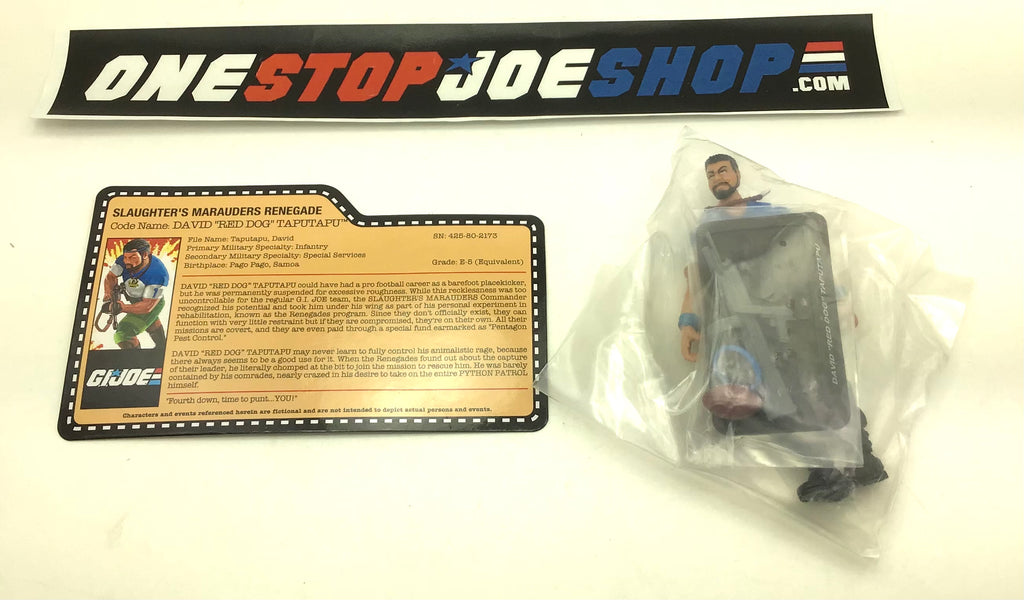 ONESTOPJOESHOP
.COM
SLAUGHTER'S MARAUDERS RENEGADE
Code Name: DAVID "RED DOG" TAPUTAPU™
File Name: Taputapu, David
SN: 425-80-2173
Primary Military Specialty: Infantry
Secondary Military Specialty: Special Services
Birthplace: Pago Pago, Samoa
Grade: E-5 (Equivalent)
DAVID "RED DOG" TAPUTAPU could have had a pro football career as a barefoot placekicker,
but he was permanently suspended for excessive roughness. While this recklessness was too
uncontrollable for the regular G.I. JOE team, the SLAUGHTER'S MARAUDERS Commander
recognized his potential and took him under his wing as part of his personal experiment in
rehabilitation, known as the Renegades program. Since they don't officially exist, they can
function with very little restraint but if they are compromised, they're on their own. All their
missions are covert, and they are even paid through a special fund earmarked as "Pentagon
Pest Control."
DAVID "RED DOG" TAPUTAPU may never learn to fully control his animalistic rage, because
there always seems to be a good use for it. When the Renegades found out about the capture
of their leader, he literally chomped at the bit to join the mission to rescue him. He was barely
contained by his comrades, nearly crazed in his desire to take on the entire PYTHON PATROL
himself.
"Fourth down, time to punt...YOU!"
Characters and events referenced herein are fictional and are not intended to depict actual persons and events.
GI JOE
DAVID "RED DOG" TAPUTAPU